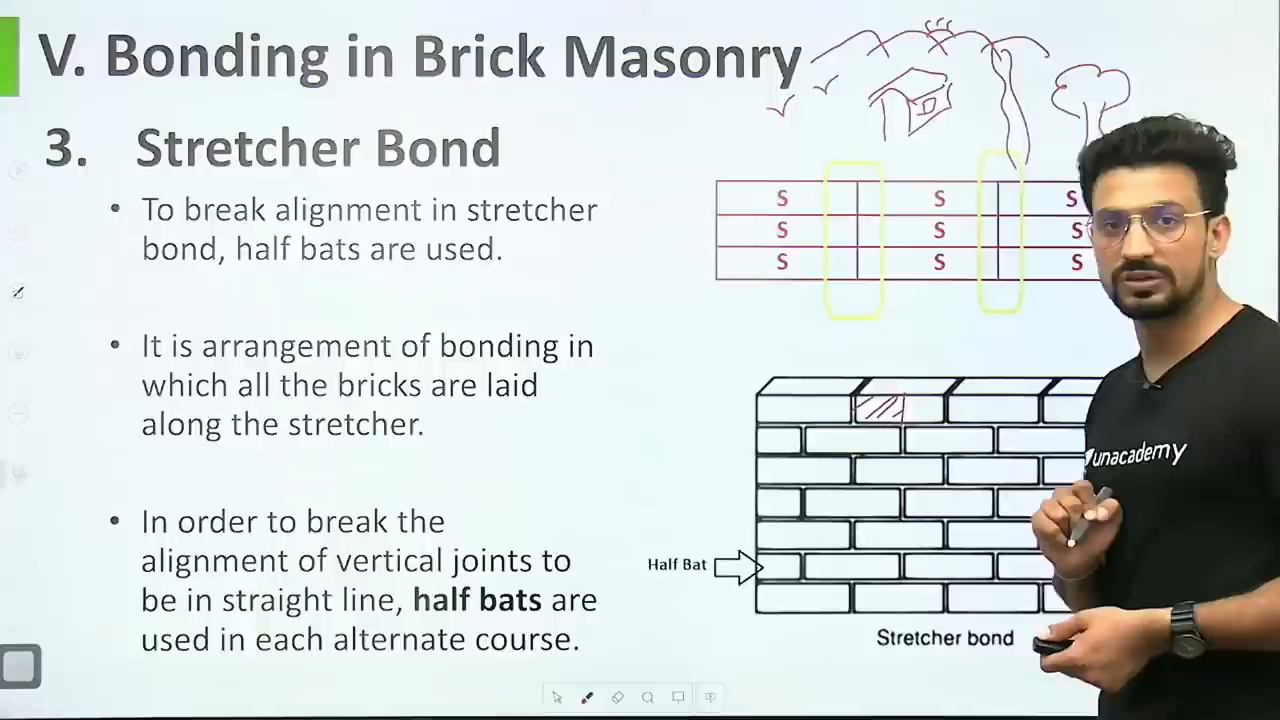 V. Bonding in Brick Masonry
3. Stretcher Bond
• To break alignment in stretcher
bond, half bats are used.
• It is arrangement of bonding in
which all the bricks are laid
along the stretcher.
• In order to break the
alignment of vertical joints to
be in straight line, half bats are
used in each alternate course.
S S S
S S S
S S S
Half Bat
Stretcher bond
unacademy